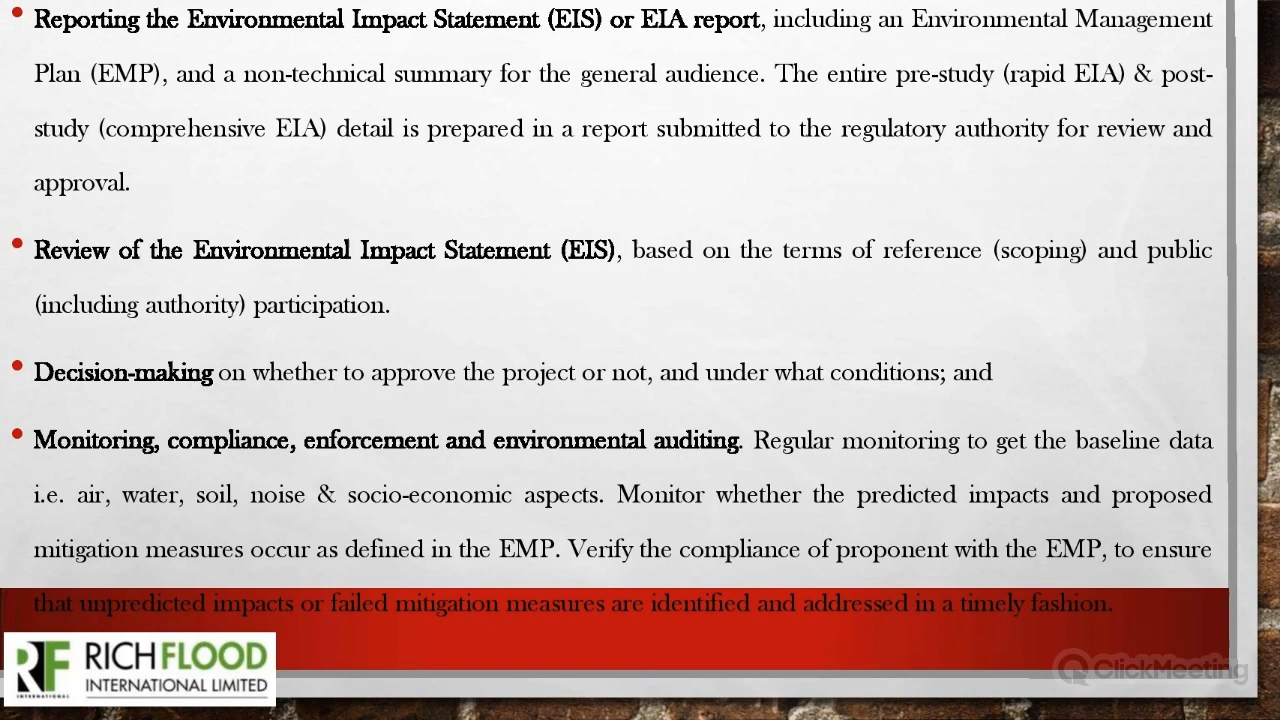 • Reporting the Environmental Impact Statement (EIS) or EIA report, including an Environmental Management
Plan (EMP), and a non-technical summary for the general audience. The entire pre-study (rapid EIA) & post-
study (comprehensive EIA) detail is prepared in a report submitted to the regulatory authority for review and
approval.
• Review of the Environmental Impact Statement (EIS), based on the terms of reference (scoping) and public
(including authority) participation.
• Decision-making on whether to approve the project or not, and under what conditions; and
• Monitoring, compliance, enforcement and environmental auditing. Regular monitoring to get the baseline data
i.e. air, water, soil, noise & socio-economic aspects. Monitor whether the predicted impacts and proposed
mitigation measures occur as defined in the EMP. Verify the compliance of proponent with the EMP, to ensure
that unpredicted impacts or failed mitigation measures are identified and addressed in a timely fashion.
RF
INTERNATIONAL
RICHFLOOD
INTERNATIONAL LIMITED
ClickMeeting